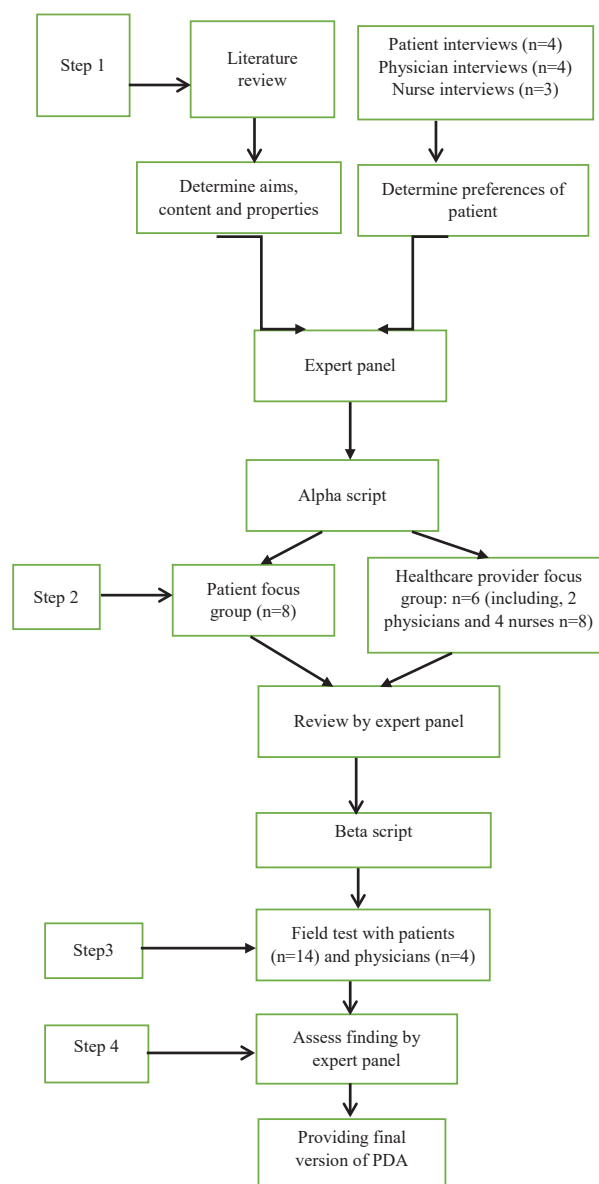 Step 1
Literature
review
Patient interviews (n=4)
Physician interviews (n=4)
Nurse interviews (n=3)
Determine aims,
content and properties
Determine preferences of
patient
Expert panel
Alpha script
Step 2
Patient focus
group (n=8)
Healthcare provider focus
group: n=6 (including, 2
physicians and 4 nurses n=8)
Review by expert panel
Beta script
Step3
Field test with patients
(n=14) and physicians (n=4)
Step 4
Assess finding by
expert panel
Providing final
version of PDA